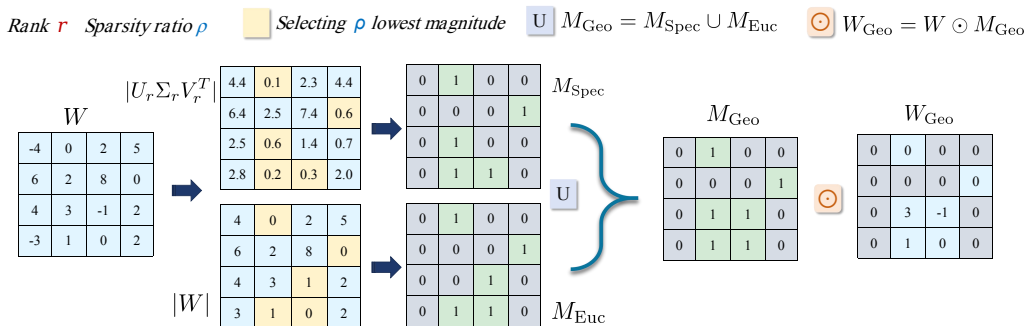 Rank r Sparsity ratio ρ Selecting ρ lowest magnitude U M_Geo = M_Spec ∪ M_Euc ⊙ W_Geo = W ⊙ M_Geo
|U_r Σ_r V_r^T|
4.4 0.1 2.3 4.4
6.4 2.5 7.4 0.6
2.5 0.6 1.4 0.7
2.8 0.2 0.3 2.0
0 1 0 0
0 0 0 1
0 1 0 0
0 1 1 0
M_Spec
W
-4 0 2 5
6 2 8 0
4 3 -1 2
-3 1 0 2
|W|
4 0 2 5
6 2 8 0
4 3 1 2
3 1 0 2
0 1 0 0
0 0 0 1
0 0 1 0
0 1 1 0
M_Euc
U
M_Geo
0 1 0 0
0 0 0 1
0 1 1 0
0 1 1 0
⊙
W_Geo
0 0 0 0
0 0 0 0
0 3 -1 0
0 1 0 0